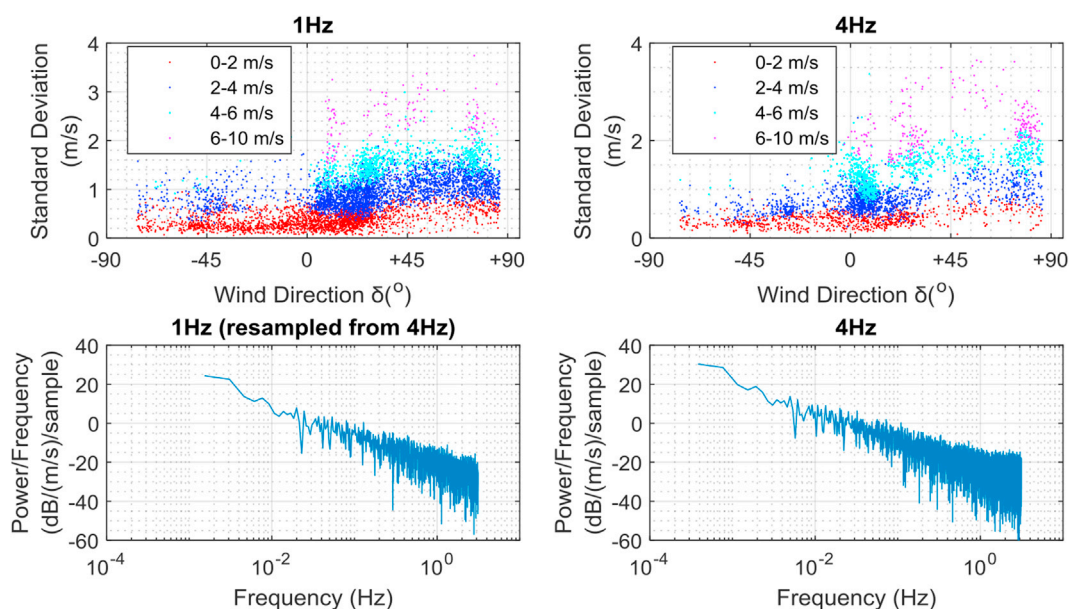 1Hz
Standard Deviation
(m/s)
4
3
2
1
0
0-2 m/s
2-4 m/s
4-6 m/s
6-10 m/s
-90
-45
0
+45
+90
Wind Direction δ(°)
4Hz
Standard Deviation
(m/s)
4
3
2
1
0
0-2 m/s
2-4 m/s
4-6 m/s
6-10 m/s
-90
-45
0
+45
+90
Wind Direction δ(°)
1Hz (resampled from 4Hz)
Power/Frequency
(dB/(m/s)/sample)
40
20
0
-20
-40
-60
10⁻⁴
10⁻²
10⁰
Frequency (Hz)
4Hz
Power/Frequency
(dB/(m/s)/sample)
40
20
0
-20
-40
-60
10⁻⁴
10⁻²
10⁰
Frequency (Hz)